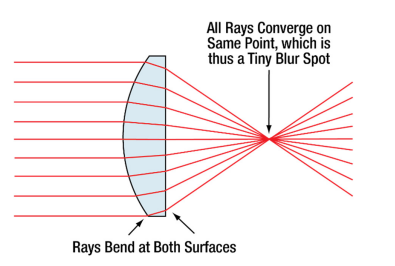 All Rays Converge on
Same Point, which is
thus a Tiny Blur Spot
Rays Bend at Both Surfaces